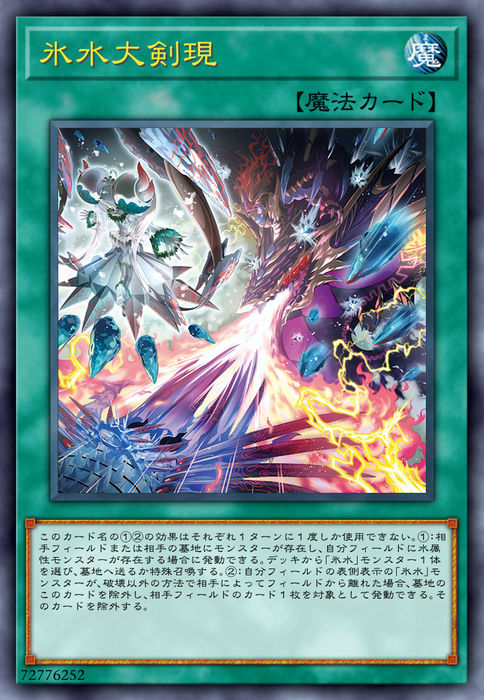 氷水大剣現
魔
【魔法カード】
このカード名の①②の効果はそれぞれ1ターンに1度しか使用できない。①:相
手フィールドまたは相手の墓地にモンスターが存在し、自分フィールドに水属
性モンスターが存在する場合に発動できる。デッキから「氷水」モンスター1体
を選び、墓地へ送るか特殊召喚する。②:自分フィールドの表側表示の「氷水」モ
ンスターが、破壊以外の方法で相手によってフィールドから離れた場合、墓地の
このカードを除外し、相手フィールドのカード1枚を対象として発動できる。そ
のカードを除外する。
72776252